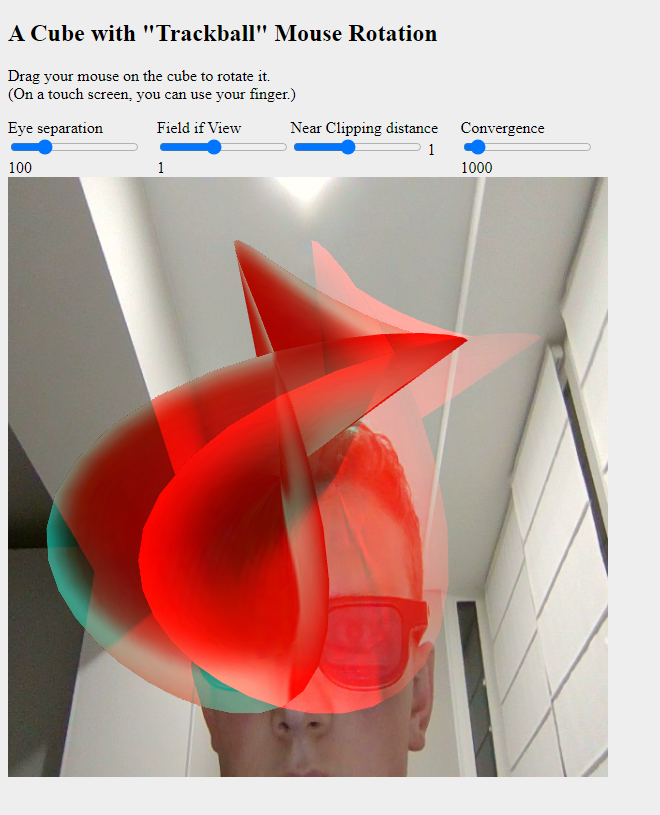 A Cube with "Trackball" Mouse Rotation
Drag your mouse on the cube to rotate it.
(On a touch screen, you can use your finger.)
Eye separation Field if View Near Clipping distance Convergence
1
100 1 1000